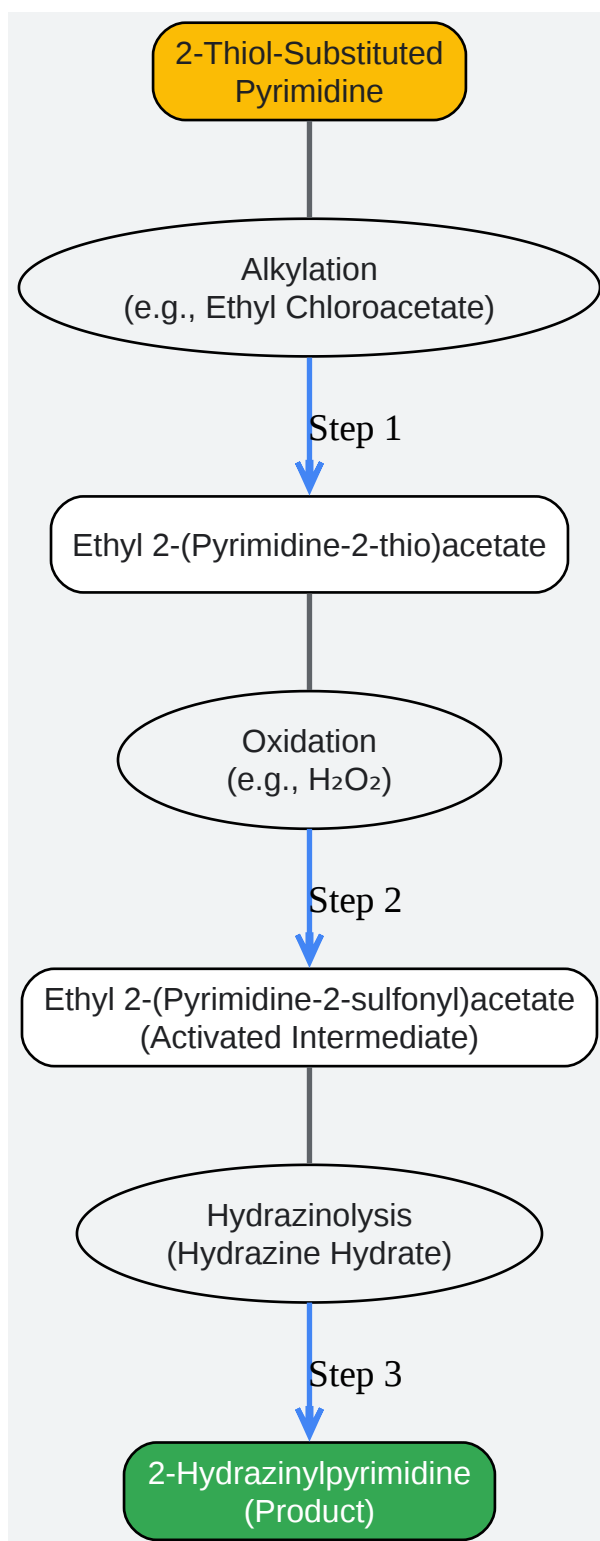 2-Thiol-Substituted
Pyrimidine
Alkylation
(e.g., Ethyl Chloroacetate)
Step 1
Ethyl 2-(Pyrimidine-2-thio)acetate
Oxidation
(e.g., H₂O₂)
Step 2
Ethyl 2-(Pyrimidine-2-sulfonyl)acetate
(Activated Intermediate)
Hydrazinolysis
(Hydrazine Hydrate)
Step 3
2-Hydrazinylpyrimidine
(Product)